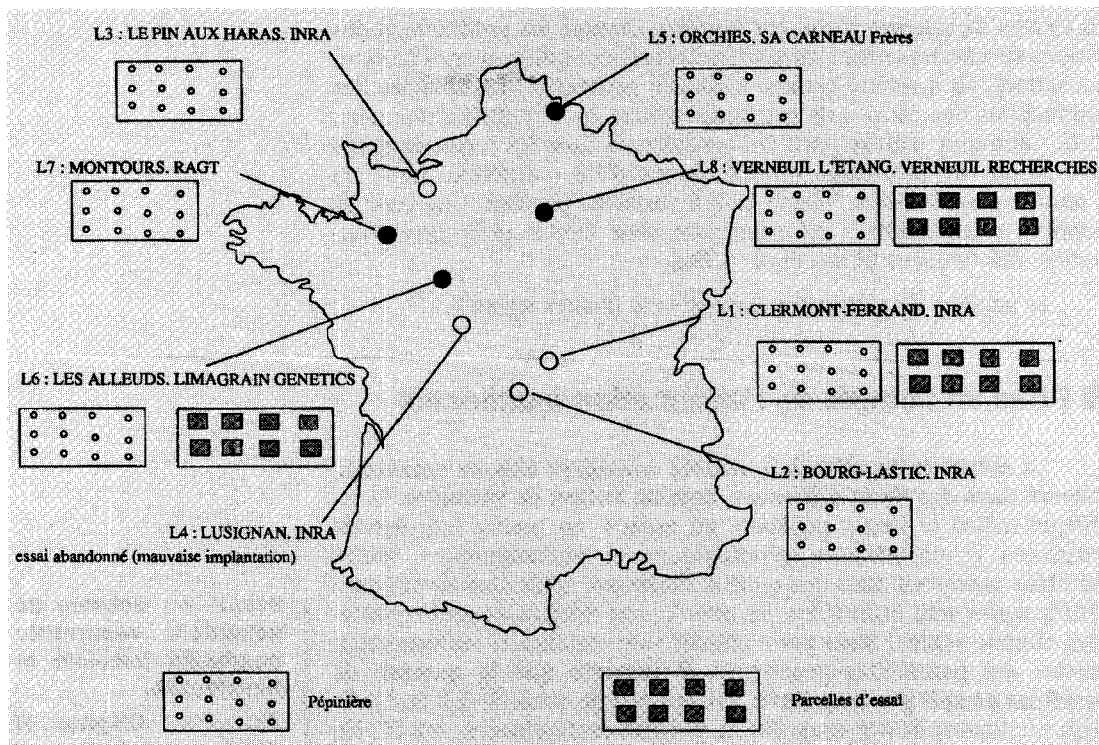 L3 : LE PIN AUX HARAS. INRA
L5 : ORCHIES. SA CARNEAU Frères
L7 : MONTOURS. RAGT
L8 : VERNEUIL L'ETANG. VERNEUIL RECHERCHES
L1 : CLERMONT-FERRAND. INRA
L6 : LES ALLEUDS. LIMAGRAIN GENETICS
L2 : BOURG-LASTIC. INRA
L4 : LUSIGNAN. INRA
essai abandonné (mauvaise implantation)
Pépinière
Parcelles d'essai